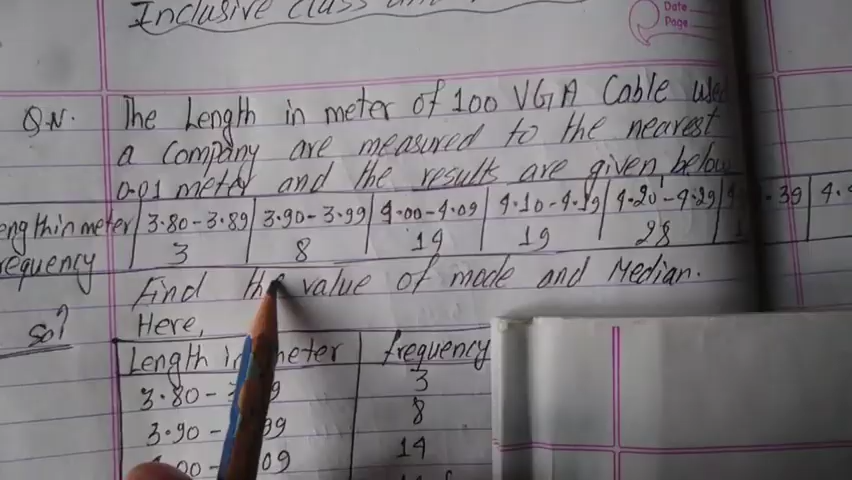 Inclusive class
Date
Page
Q.N. The Length in meter of 100 VGA Cable used
a company are measured to the nearest
0.01 meter and the results are given below
Length in meter 3.80-3.89 3.90-3.99 4.00-4.09 4.10-4.19 4.20-4.29
frequency 3 8 14 19 28
Find the value of mode and Median.
Here,
Length in meter frequency
3.80- 3
3.90- 8
14